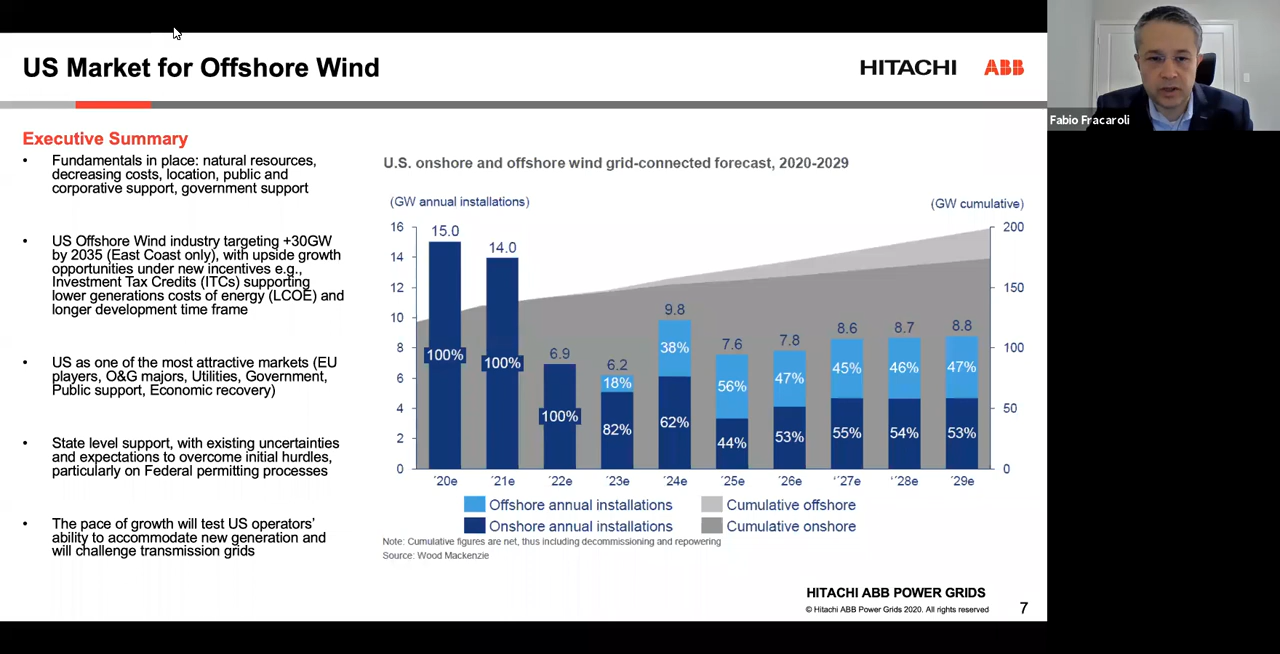 US Market for Offshore Wind
HITACHI ABB
Fabio Fracaroli
Executive Summary
• Fundamentals in place: natural resources,
decreasing costs, location, public and
corporative support, government support
• US Offshore Wind industry targeting +30GW
by 2035 (East Coast only), with upside growth
opportunities under new incentives e.g.,
Investment Tax Credits (ITCs) supporting
lower generations costs of energy (LCOE) and
longer development time frame
• US as one of the most attractive markets (EU
players, O&G majors, Utilities, Government,
Public support, Economic recovery)
• State level support, with existing uncertainties
and expectations to overcome initial hurdles,
particularly on Federal permitting processes
• The pace of growth will test US operators’
ability to accommodate new generation and
will challenge transmission grids
U.S. onshore and offshore wind grid-connected forecast, 2020-2029
(GW annual installations)
(GW cumulative)
16
14
12
10
8
6
4
2
0
200
150
100
50
0
15.0
14.0
6.9
6.2
9.8
7.6
7.8
8.6
8.7
8.8
100%
100%
100%
18%
82%
38%
62%
56%
44%
47%
53%
45%
55%
46%
54%
47%
53%
´20e ´21e ´22e ´23e ´24e ´25e ´26e ´´27e ´´28e ´29e
Offshore annual installations
Cumulative offshore
Onshore annual installations
Cumulative onshore
Note: Cumulative figures are net, thus including decommissioning and repowering
Source: Wood Mackenzie
HITACHI ABB POWER GRIDS
© Hitachi ABB Power Grids 2020. All rights reserved
7